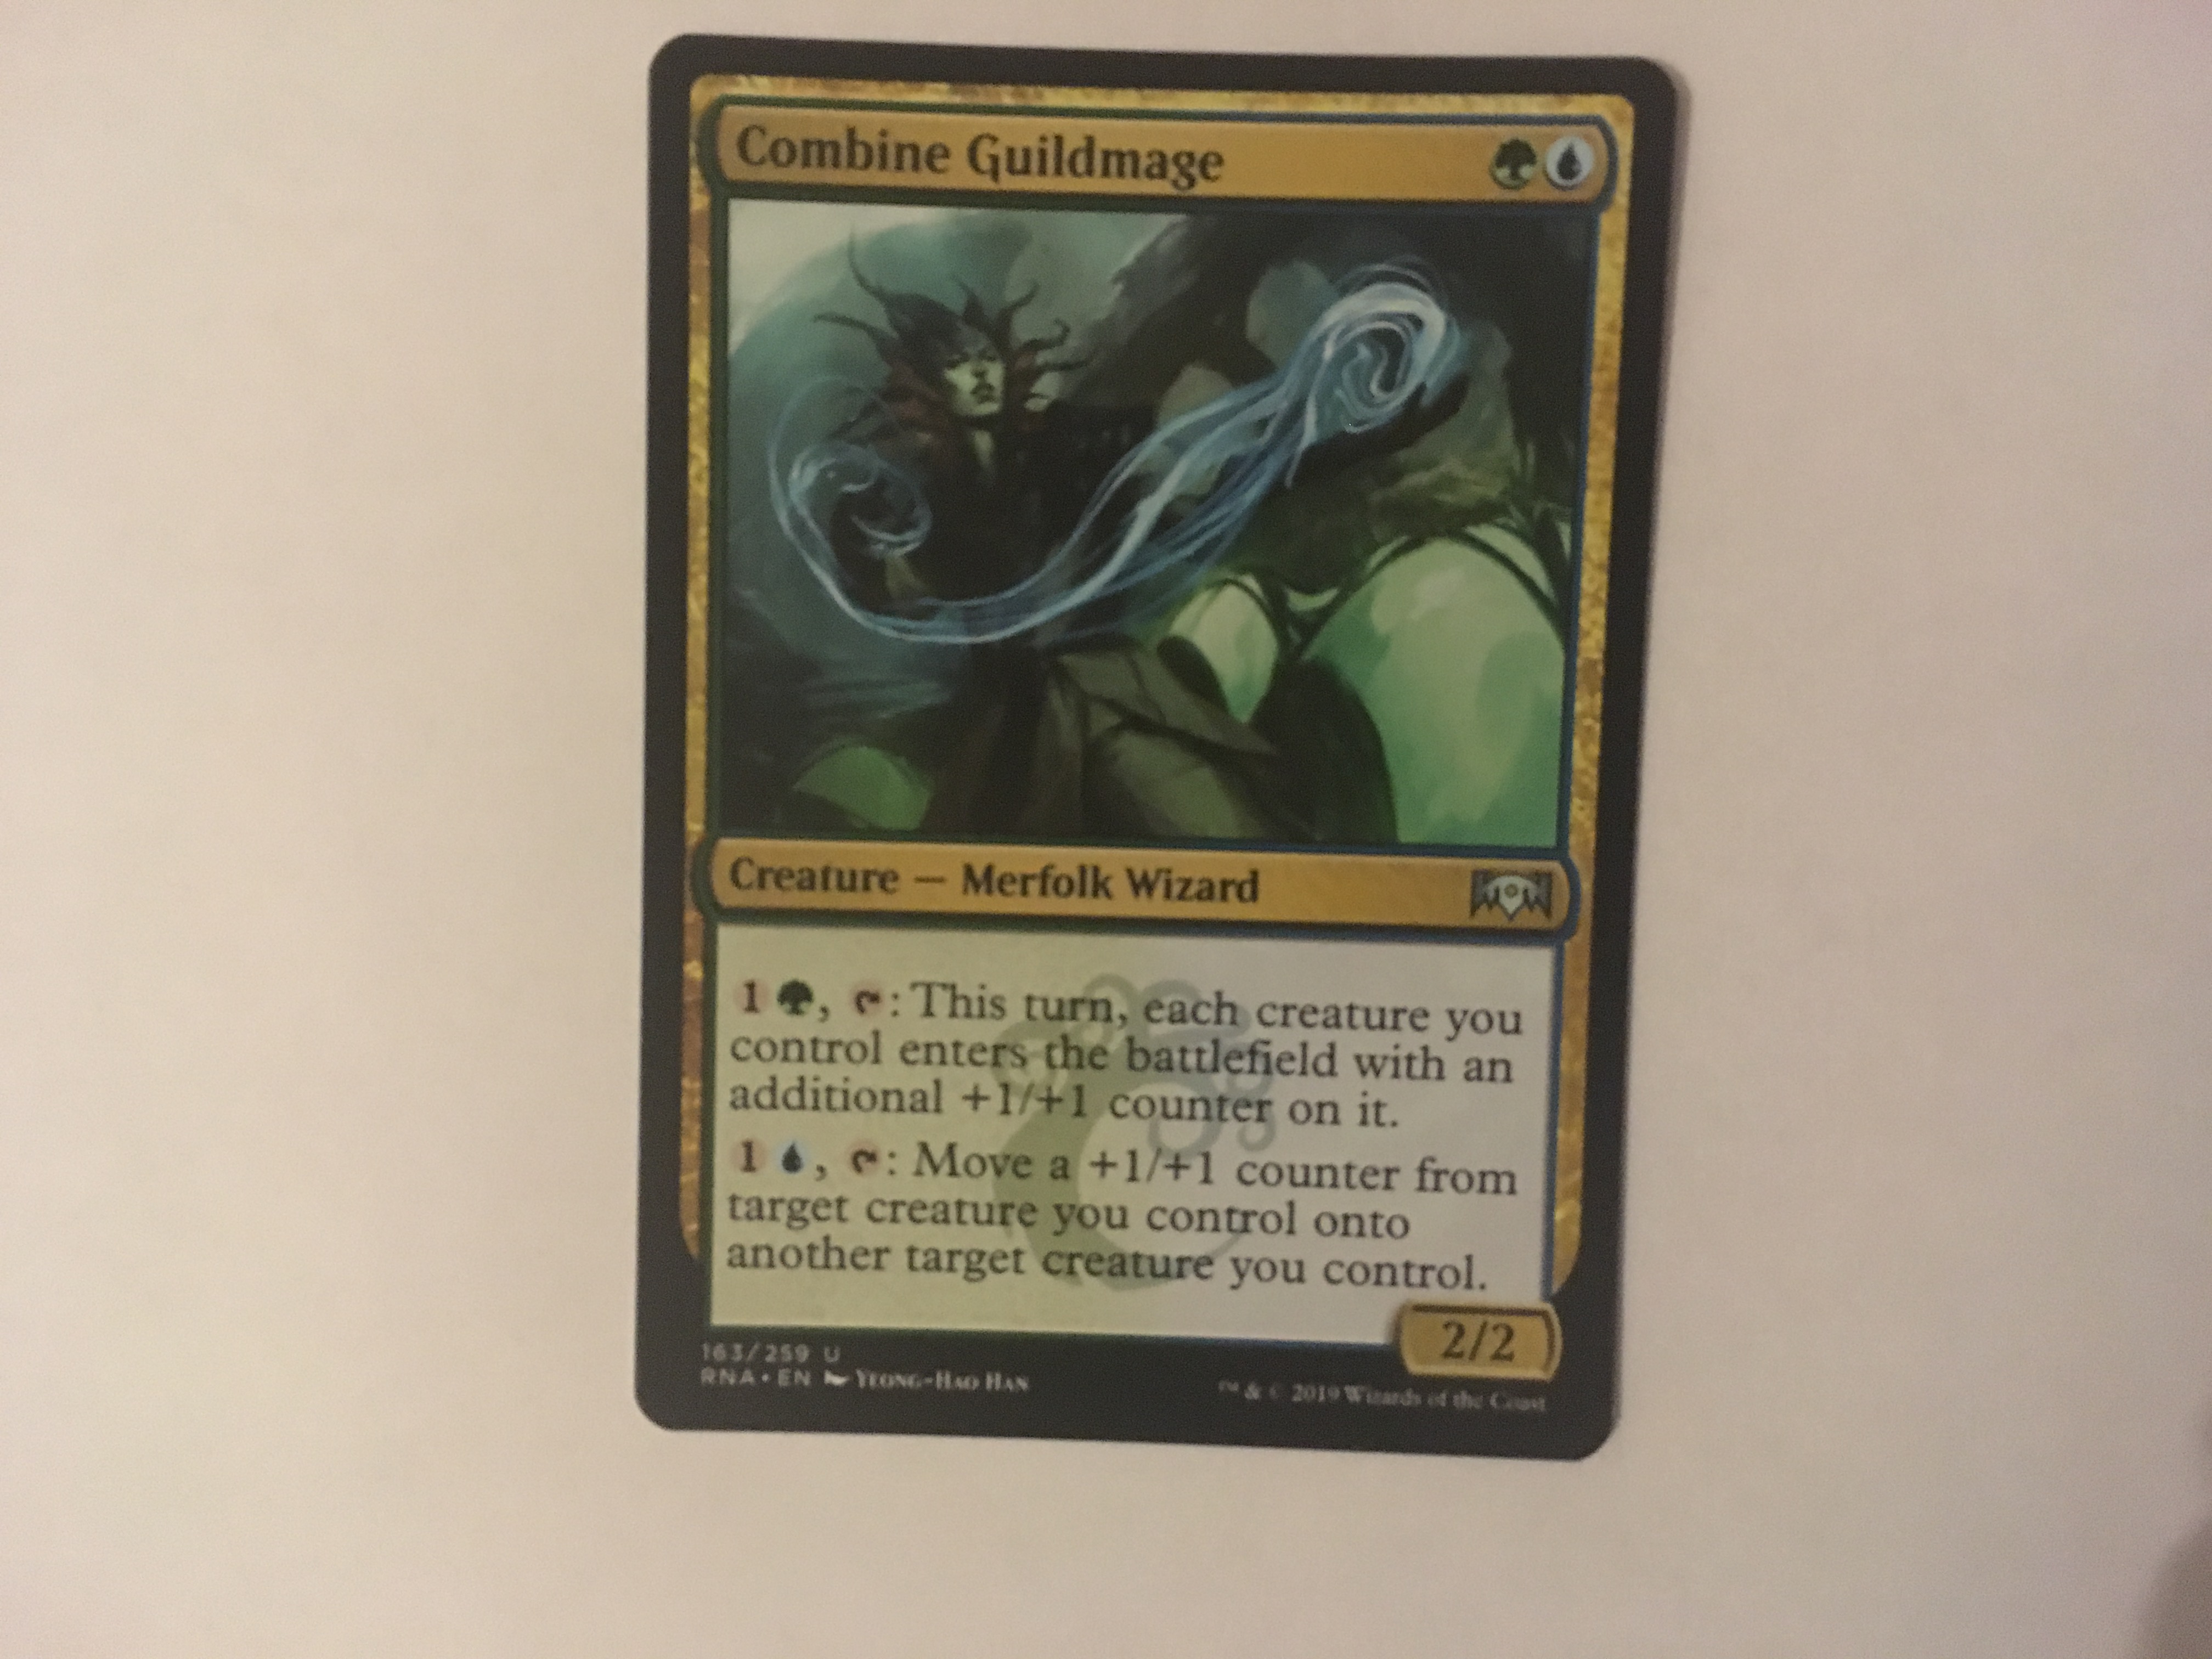 Combine Guildmage
Creature — Merfolk Wizard
1 , : This turn, each creature you
control enters the battlefield with an
additional +1/+1 counter on it.
1 , : Move a +1/+1 counter from
target creature you control onto
another target creature you control.
2/2
163/259 U
RNA • EN Yeong-Hao Han
™ & © 2019 Wizards of the Coast